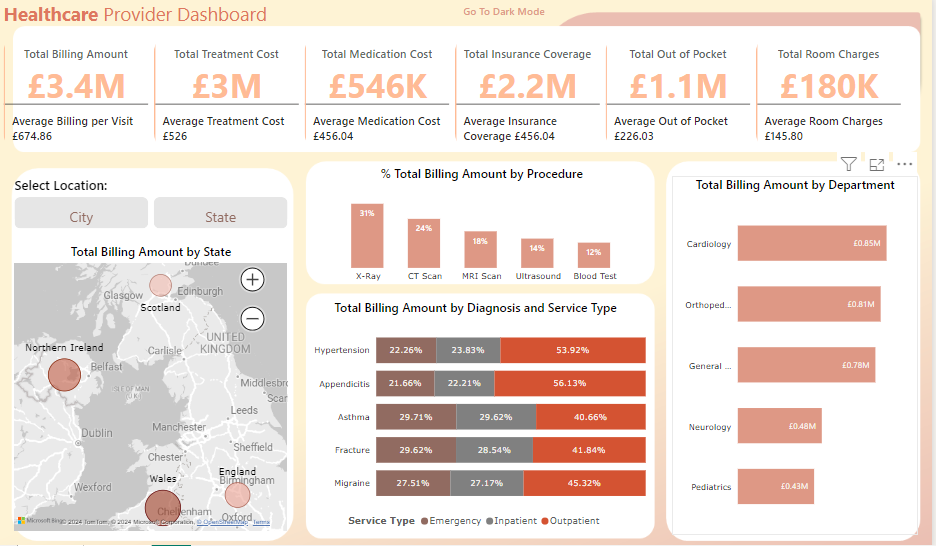 Healthcare Provider Dashboard
Go To Dark Mode
Total Billing Amount
£3.4M
Average Billing per Visit
£674.86
Total Treatment Cost
£3M
Average Treatment Cost
£526
Total Medication Cost
£546K
Average Medication Cost
£456.04
Total Insurance Coverage
£2.2M
Average Insurance
Coverage £456.04
Total Out of Pocket
£1.1M
Average Out of Pocket
£226.03
Total Room Charges
£180K
Average Room Charges
£145.80
Select Location:
City
State
Total Billing Amount by State
Dundee
Glasgow
Edinburgh
Scotland
UNITED
KINGDOM
Northern Ireland
Carlisle
Belfast
ISLE OF MAN
(U.K.)
Middlesbro
Scar
Leeds
Dublin
Manchester
Sheffield
Chester
England
Birmingham
Wales
Wexford
Cheltenham
Oxford
Microsoft Bing © 2024 TomTom, © 2024 Microsoft Corporation, © OpenStreetMap Terms
% Total Billing Amount by Procedure
31%
24%
18%
14%
12%
X-Ray
CT Scan
MRI Scan
Ultrasound
Blood Test
Total Billing Amount by Diagnosis and Service Type
Hypertension 22.26% 23.83% 53.92%
Appendicitis 21.66% 22.21% 56.13%
Asthma 29.71% 29.62% 40.66%
Fracture 29.62% 28.54% 41.84%
Migraine 27.51% 27.17% 45.32%
Service Type Emergency Inpatient Outpatient
Total Billing Amount by Department
Cardiology £0.85M
Orthoped... £0.81M
General ... £0.78M
Neurology £0.48M
Pediatrics £0.43M